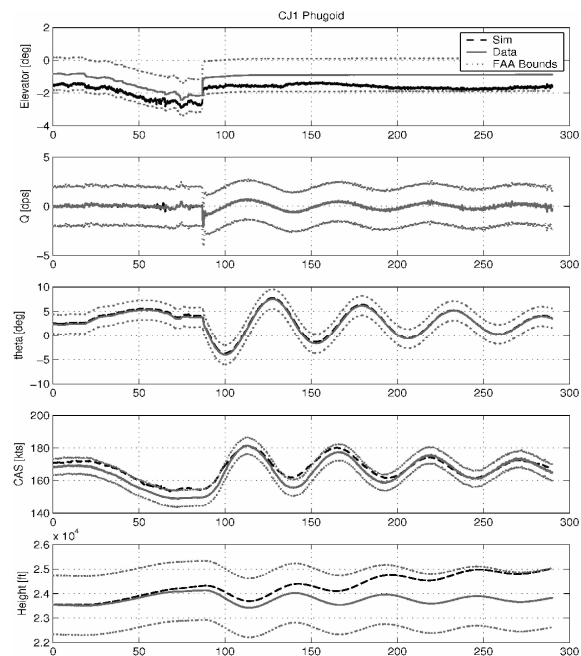 CJ1 Phugoid
Elevator [deg]
2
0
−2
−4
Sim
Data
FAA Bounds
0 50 100 150 200 250 300
Q [dps]
5
0
−5
0 50 100 150 200 250 300
theta [deg]
10
5
0
−5
−10
0 50 100 150 200 250 300
CAS [kts]
200
180
160
140
0 50 100 150 200 250 300
x 10⁴
Height [ft]
2.6
2.5
2.4
2.3
2.2
0 50 100 150 200 250 300